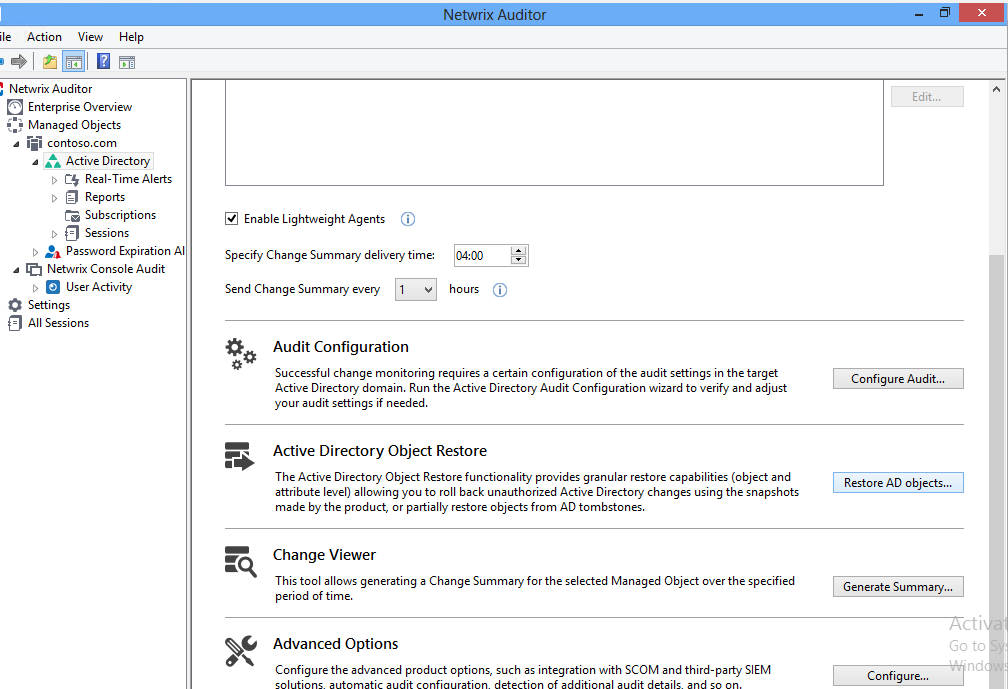 Netwrix Auditor
ile Action View Help
Netwrix Auditor
Enterprise Overview
Managed Objects
contoso.com
Active Directory
Real-Time Alerts
Reports
Subscriptions
Sessions
Password Expiration Al
Netwrix Console Audit
User Activity
Settings
All Sessions
Edit...
Enable Lightweight Agents
Specify Change Summary delivery time: 04:00
Send Change Summary every 1 hours
Audit Configuration
Successful change monitoring requires a certain configuration of the audit settings in the target
Active Directory domain. Run the Active Directory Audit Configuration wizard to verify and adjust
your audit settings if needed.
Configure Audit...
Active Directory Object Restore
The Active Directory Object Restore functionality provides granular restore capabilities (object and
attribute level) allowing you to roll back unauthorized Active Directory changes using the snapshots
made by the product, or partially restore objects from AD tombstones.
Restore AD objects...
Change Viewer
This tool allows generating a Change Summary for the selected Managed Object over the specified
period of time.
Generate Summary...
Advanced Options
Configure the advanced product options, such as integration with SCOM and third-party SIEM
solutions, automatic audit configuration, detection of additional audit details, and so on.
Configure...
Activat
Go to Sys
Windows